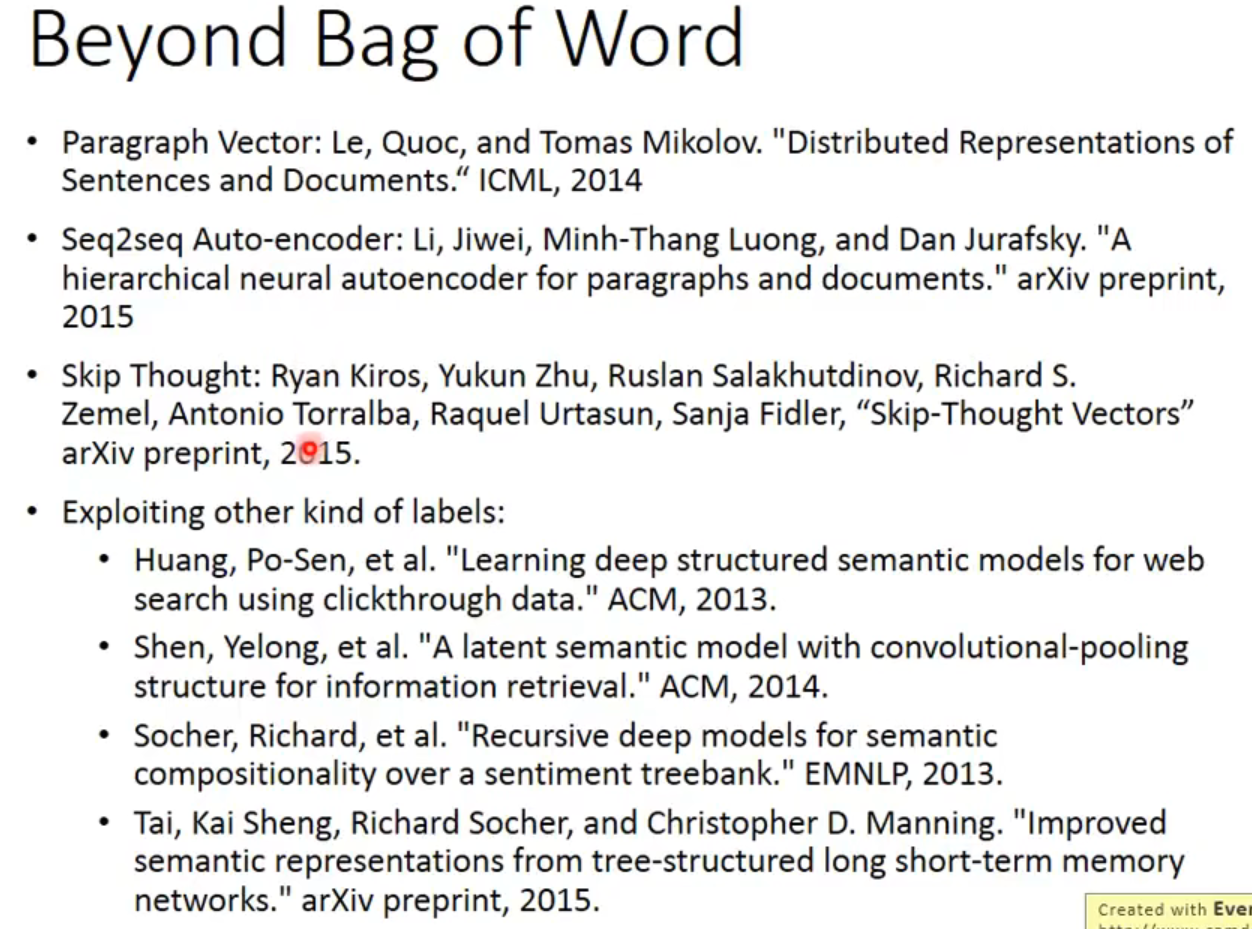 Beyond Bag of Word
• Paragraph Vector: Le, Quoc, and Tomas Mikolov. "Distributed Representations of
Sentences and Documents.“ ICML, 2014
• Seq2seq Auto-encoder: Li, Jiwei, Minh-Thang Luong, and Dan Jurafsky. "A
hierarchical neural autoencoder for paragraphs and documents." arXiv preprint,
2015
• Skip Thought: Ryan Kiros, Yukun Zhu, Ruslan Salakhutdinov, Richard S.
Zemel, Antonio Torralba, Raquel Urtasun, Sanja Fidler, “Skip-Thought Vectors”
arXiv preprint, 2015.
• Exploiting other kind of labels:
• Huang, Po-Sen, et al. "Learning deep structured semantic models for web
search using clickthrough data." ACM, 2013.
• Shen, Yelong, et al. "A latent semantic model with convolutional-pooling
structure for information retrieval." ACM, 2014.
• Socher, Richard, et al. "Recursive deep models for semantic
compositionality over a sentiment treebank." EMNLP, 2013.
• Tai, Kai Sheng, Richard Socher, and Christopher D. Manning. "Improved
semantic representations from tree-structured long short-term memory
networks." arXiv preprint, 2015.
Created with Ever